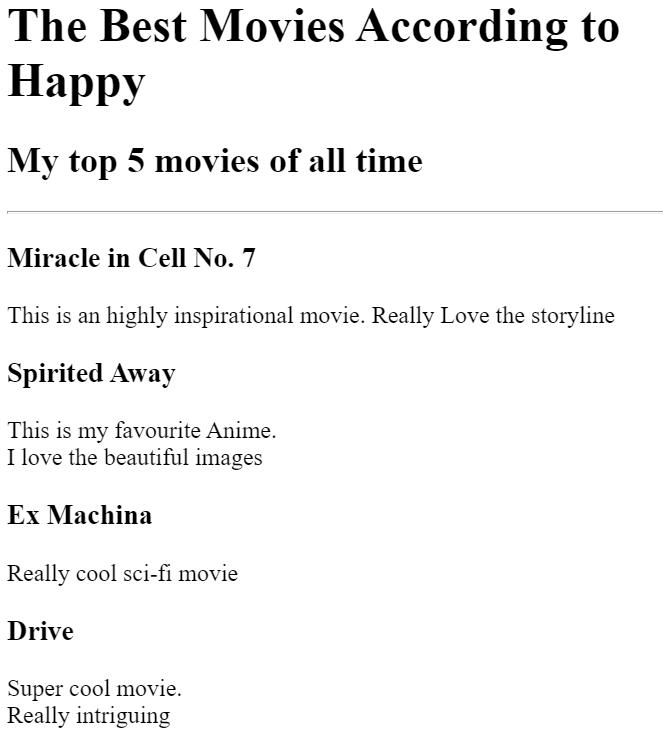 The Best Movies According to
Happy
My top 5 movies of all time
Miracle in Cell No. 7
This is an highly inspirational movie. Really Love the storyline
Spirited Away
This is my favourite Anime.
I love the beautiful images
Ex Machina
Really cool sci-fi movie
Drive
Super cool movie.
Really intriguing